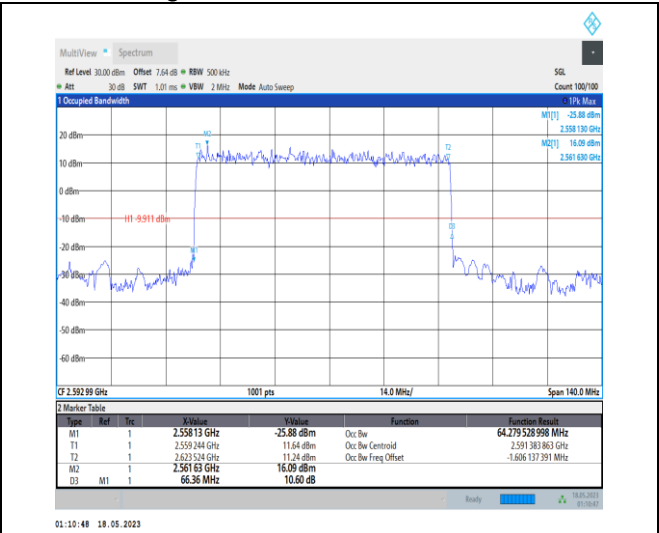 MultiView Spectrum
Ref Level 30.00 dBm Offset 7.64 dB RBW 500 kHz SGL
Att 30 dB SWT 1.01 ms VBW 2 MHz Mode Auto Sweep Count 100/100
1 Occupied Bandwidth 1Pk Max
M1[1] -25.88 dBm
2.558 130 GHz
M2[1] 16.09 dBm
2.561 630 GHz
M2
T1
T2
20 dBm
10 dBm
0 dBm
-10 dBm H1 -9.911 dBm
D3
-20 dBm
M1
-30 dBm
-40 dBm
-50 dBm
-60 dBm
CF 2.592 99 GHz 1001 pts 14.0 MHz/ Span 140.0 MHz
2 Marker Table
Type Ref Trc X-Value Y-Value Function Function Result
M1 1 2.558 13 GHz -25.88 dBm Occ Bw 64.279 528 998 MHz
T1 1 2.559 244 GHz 11.64 dBm Occ Bw Centroid 2.591 383 863 GHz
T2 1 2.623 524 GHz 11.24 dBm Occ Bw Freq Offset -1.606 137 391 MHz
M2 1 2.561 63 GHz 16.09 dBm
D3 M1 1 66.36 MHz 10.60 dB
Ready 18.05.2023
01:10:47
01:10:48 18.05.2023